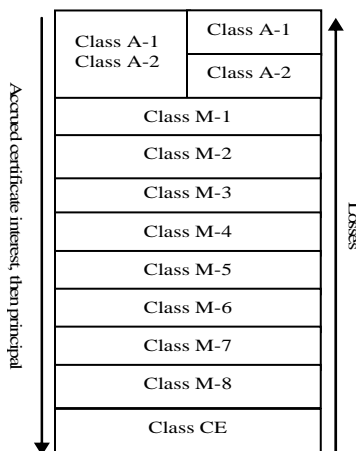 Class A-1
Class A-2
Class A-1
Class A-2
Class M-1
Class M-2
Class M-3
Class M-4
Class M-5
Class M-6
Class M-7
Class M-8
Class CE
Accrued certificate interest, then principal
Losses